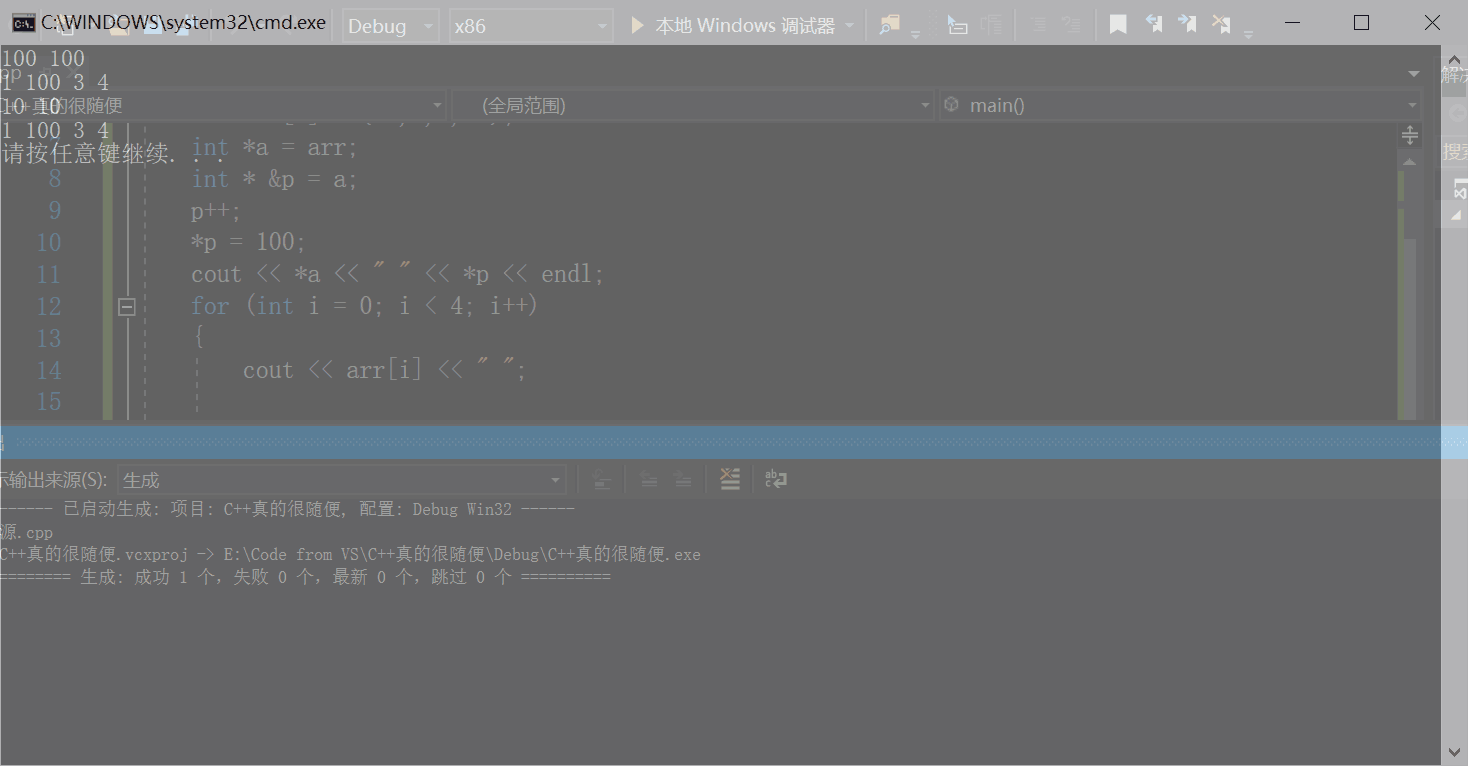 C:\WINDOWS\system32\cmd.exe
Debug
x86
本地 Windows 调试器
100 100
1 100 3 4
10 10
1 100 3 4
请按任意键继续. . .
解决
C++真的很随便
(全局范围)
main()
搜索
int *a = arr;
8 int * &p = a;
9 p++;
10 *p = 100;
11 cout << *a << " " << *p << endl;
12 for (int i = 0; i < 4; i++)
13 {
14 cout << arr[i] << " ";
15
示输出来源(S): 生成
------ 已启动生成: 项目: C++真的很随便, 配置: Debug Win32 ------
源.cpp
C++真的很随便.vcxproj -> E:\Code from VS\C++真的很随便\Debug\C++真的很随便.exe
======== 生成: 成功 1 个，失败 0 个，最新 0 个，跳过 0 个 ==========